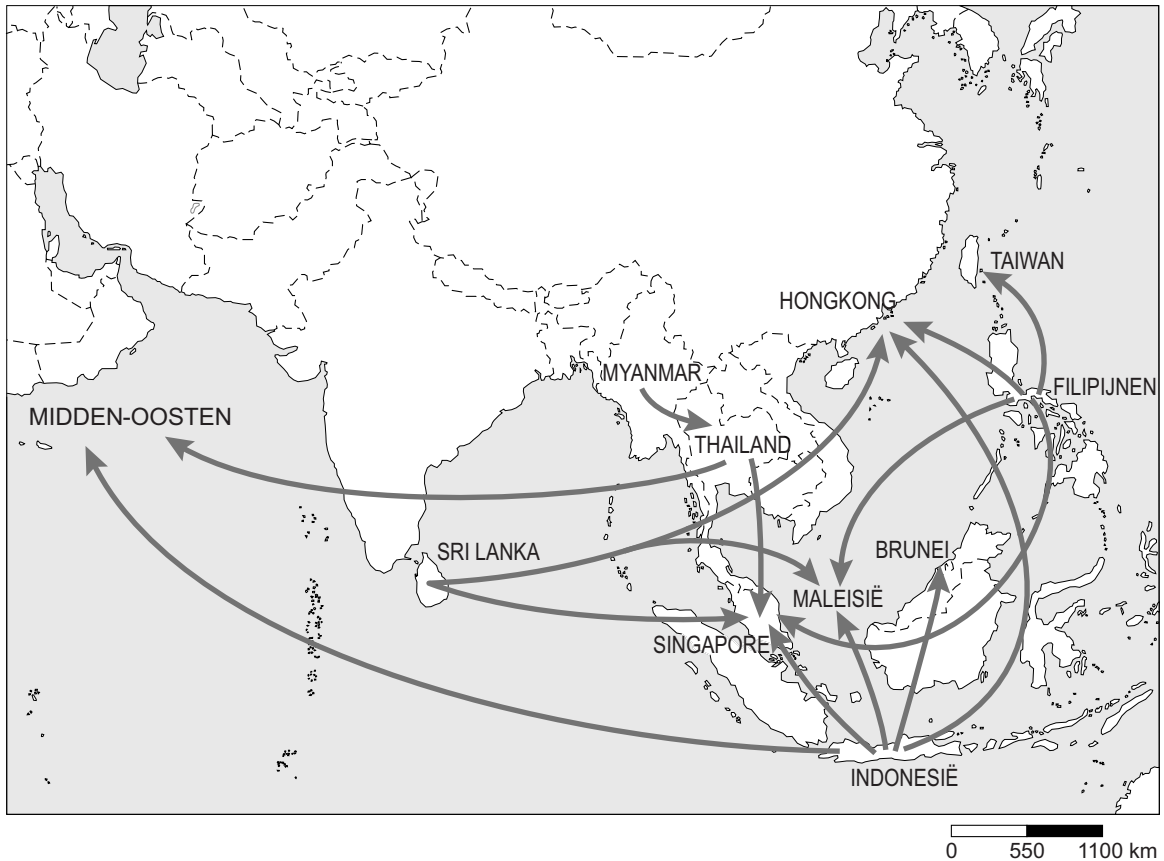 TAIWAN
HONGKONG
MYANMAR
FILIPIJNEN
MIDDEN-OOSTEN
THAILAND
SRI LANKA
BRUNEI
MALEISIË
SINGAPORE
INDONESIË
0 550 1100 km